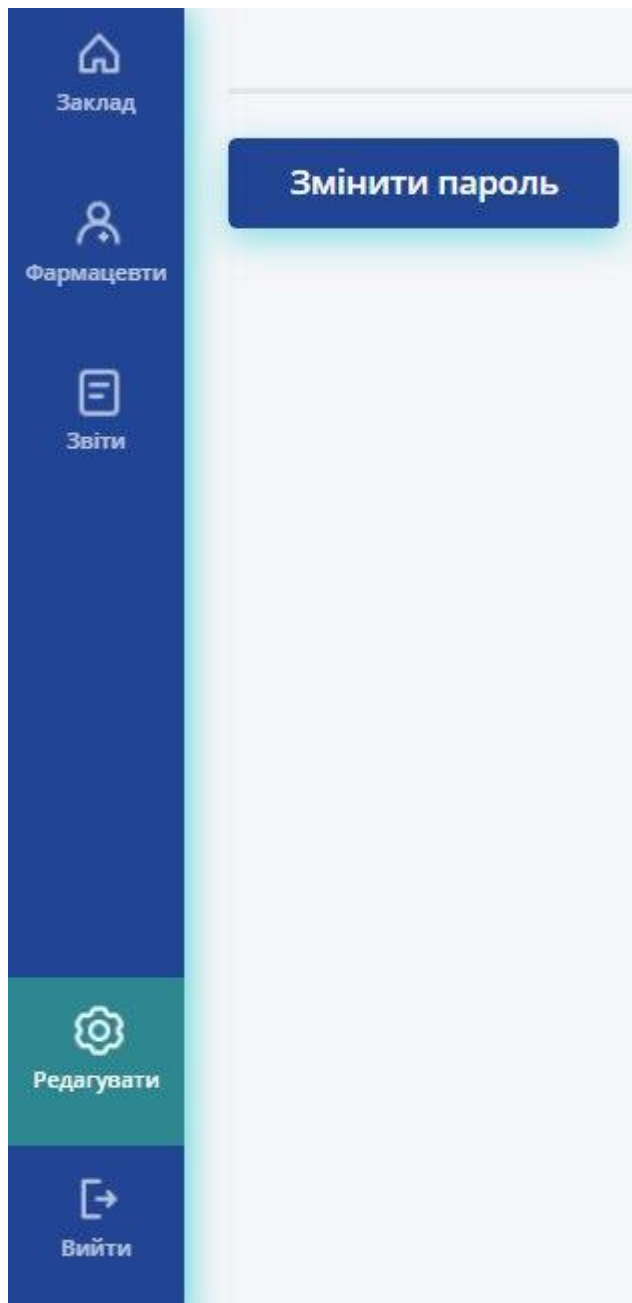 Заклад
Змінити пароль
Фармацевти
Звіти
Редагувати
Вийти